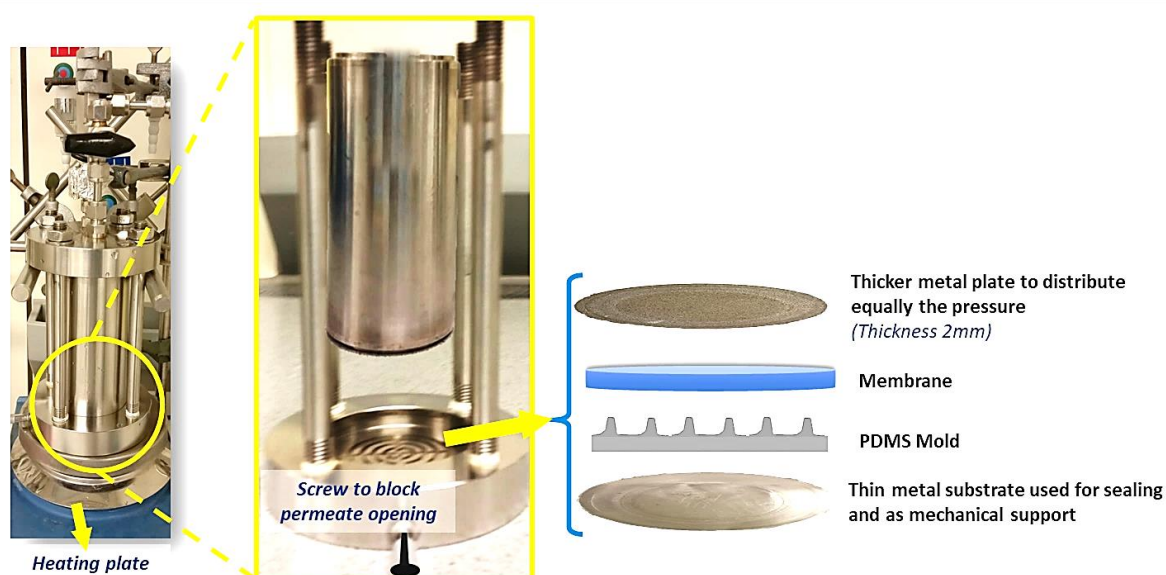 Heating plate
Screw to block
permeate opening
Thicker metal plate to distribute
equally the pressure
(Thickness 2mm)
Membrane
PDMS Mold
Thin metal substrate used for sealing
and as mechanical support